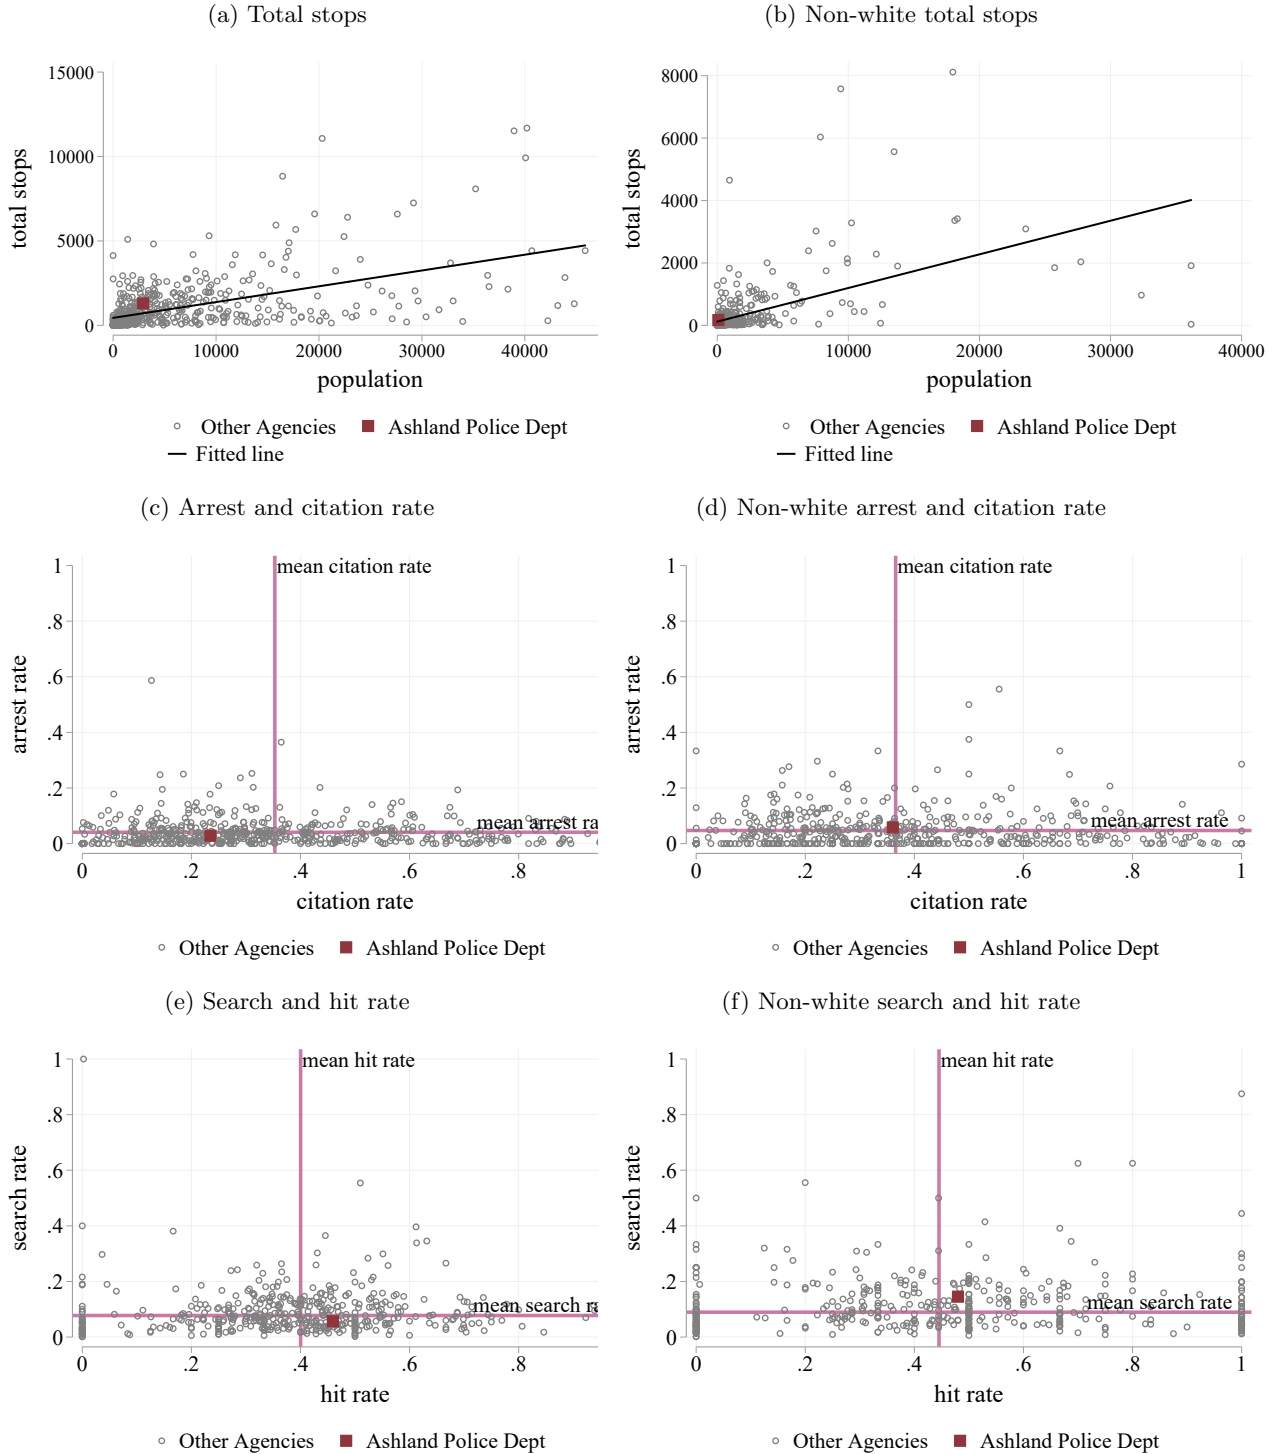 (a) Total stops
(b) Non-white total stops
total stops
15000
10000
5000
0
0 10000 20000 30000 40000
population
Other Agencies Ashland Police Dept
Fitted line
total stops
8000
6000
4000
2000
0
0 10000 20000 30000 40000
population
Other Agencies Ashland Police Dept
Fitted line
(c) Arrest and citation rate
(d) Non-white arrest and citation rate
arrest rate
1
.8
.6
.4
.2
0
mean citation rate
mean arrest ra
0 .2 .4 .6 .8
citation rate
Other Agencies Ashland Police Dept
arrest rate
1
.8
.6
.4
.2
0
mean citation rate
mean arrest rate
0 .2 .4 .6 .8 1
citation rate
Other Agencies Ashland Police Dept
(e) Search and hit rate
(f) Non-white search and hit rate
search rate
1
.8
.6
.4
.2
0
mean hit rate
mean search ra
0 .2 .4 .6 .8
hit rate
Other Agencies Ashland Police Dept
search rate
1
.8
.6
.4
.2
0
mean hit rate
mean search rate
0 .2 .4 .6 .8 1
hit rate
Other Agencies Ashland Police Dept